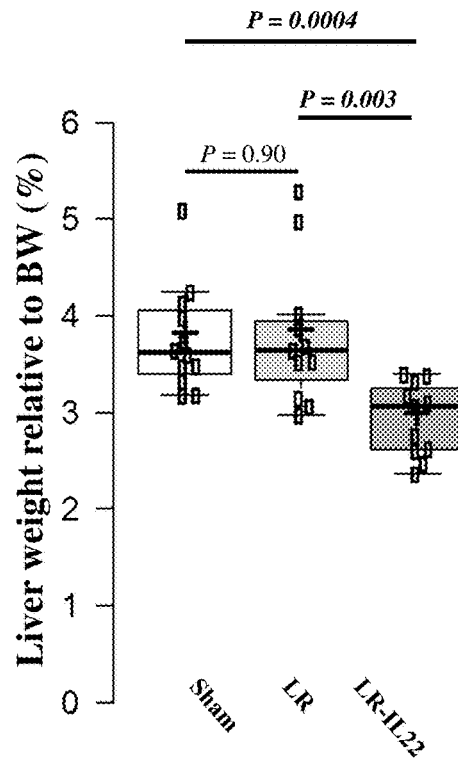 P = 0.0004
P = 0.003
P = 0.90
Liver weight relative to BW (%)
6
5
4
3
2
1
0
Sham
LR
LR-IL22